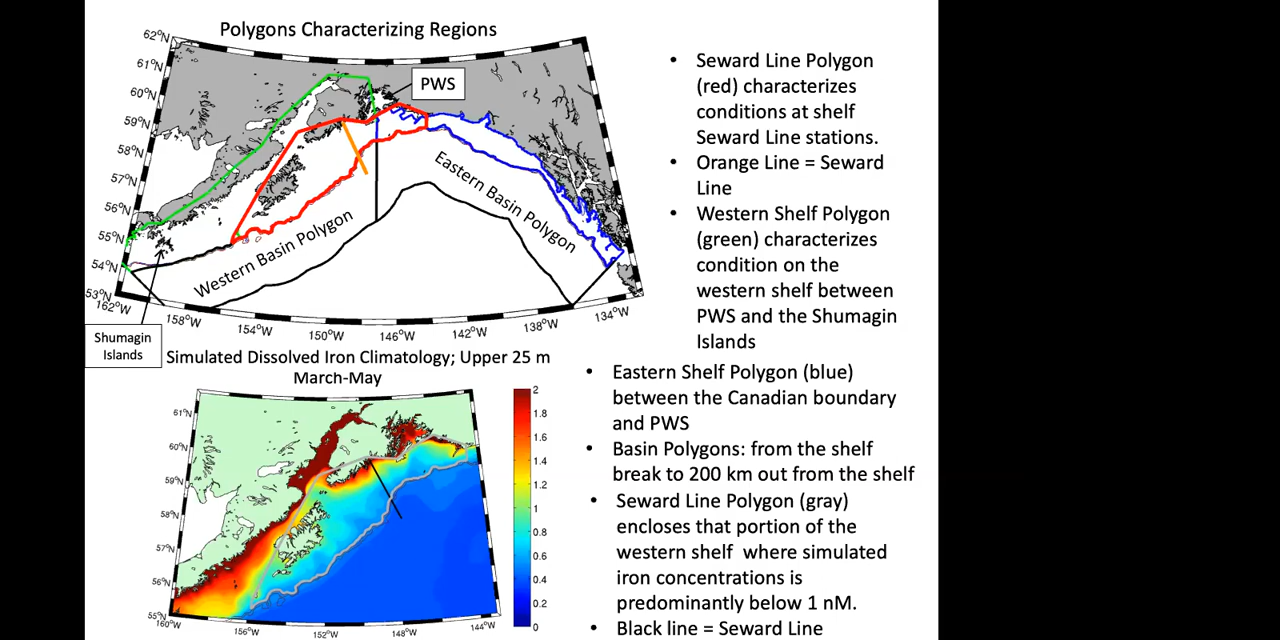 Polygons Characterizing Regions
62°N
61°N
60°N
59°N
58°N
57°N
56°N
55°N
54°N
53°N
162°W
158°W
154°W
150°W
146°W
142°W
138°W
134°W
PWS
Eastern Basin Polygon
Western Basin Polygon
Shumagin
Islands
Simulated Dissolved Iron Climatology; Upper 25 m
March-May
61°N
60°N
59°N
58°N
57°N
56°N
55°N
160°W
156°W
152°W
148°W
144°W
2
1.8
1.6
1.4
1.2
1
0.8
0.6
0.4
0.2
0
• Seward Line Polygon
(red) characterizes
conditions at shelf
Seward Line stations.
• Orange Line = Seward
Line
• Western Shelf Polygon
(green) characterizes
condition on the
western shelf between
PWS and the Shumagin
Islands
• Eastern Shelf Polygon (blue)
between the Canadian boundary
and PWS
• Basin Polygons: from the shelf
break to 200 km out from the shelf
• Seward Line Polygon (gray)
encloses that portion of the
western shelf where simulated
iron concentrations is
predominantly below 1 nM.
• Black line = Seward Line